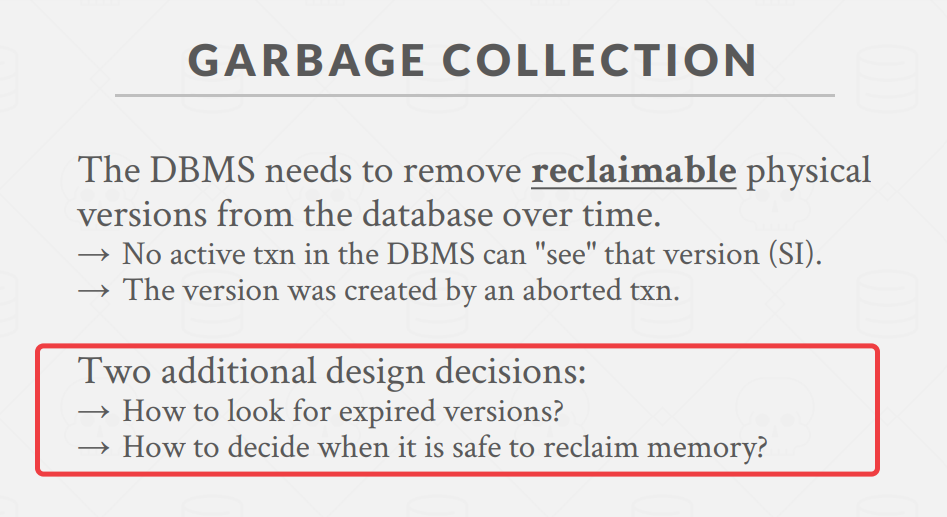 GARBAGE COLLECTION
The DBMS needs to remove reclaimable physical
versions from the database over time.
→ No active txn in the DBMS can "see" that version (SI).
→ The version was created by an aborted txn.
Two additional design decisions:
→ How to look for expired versions?
→ How to decide when it is safe to reclaim memory?